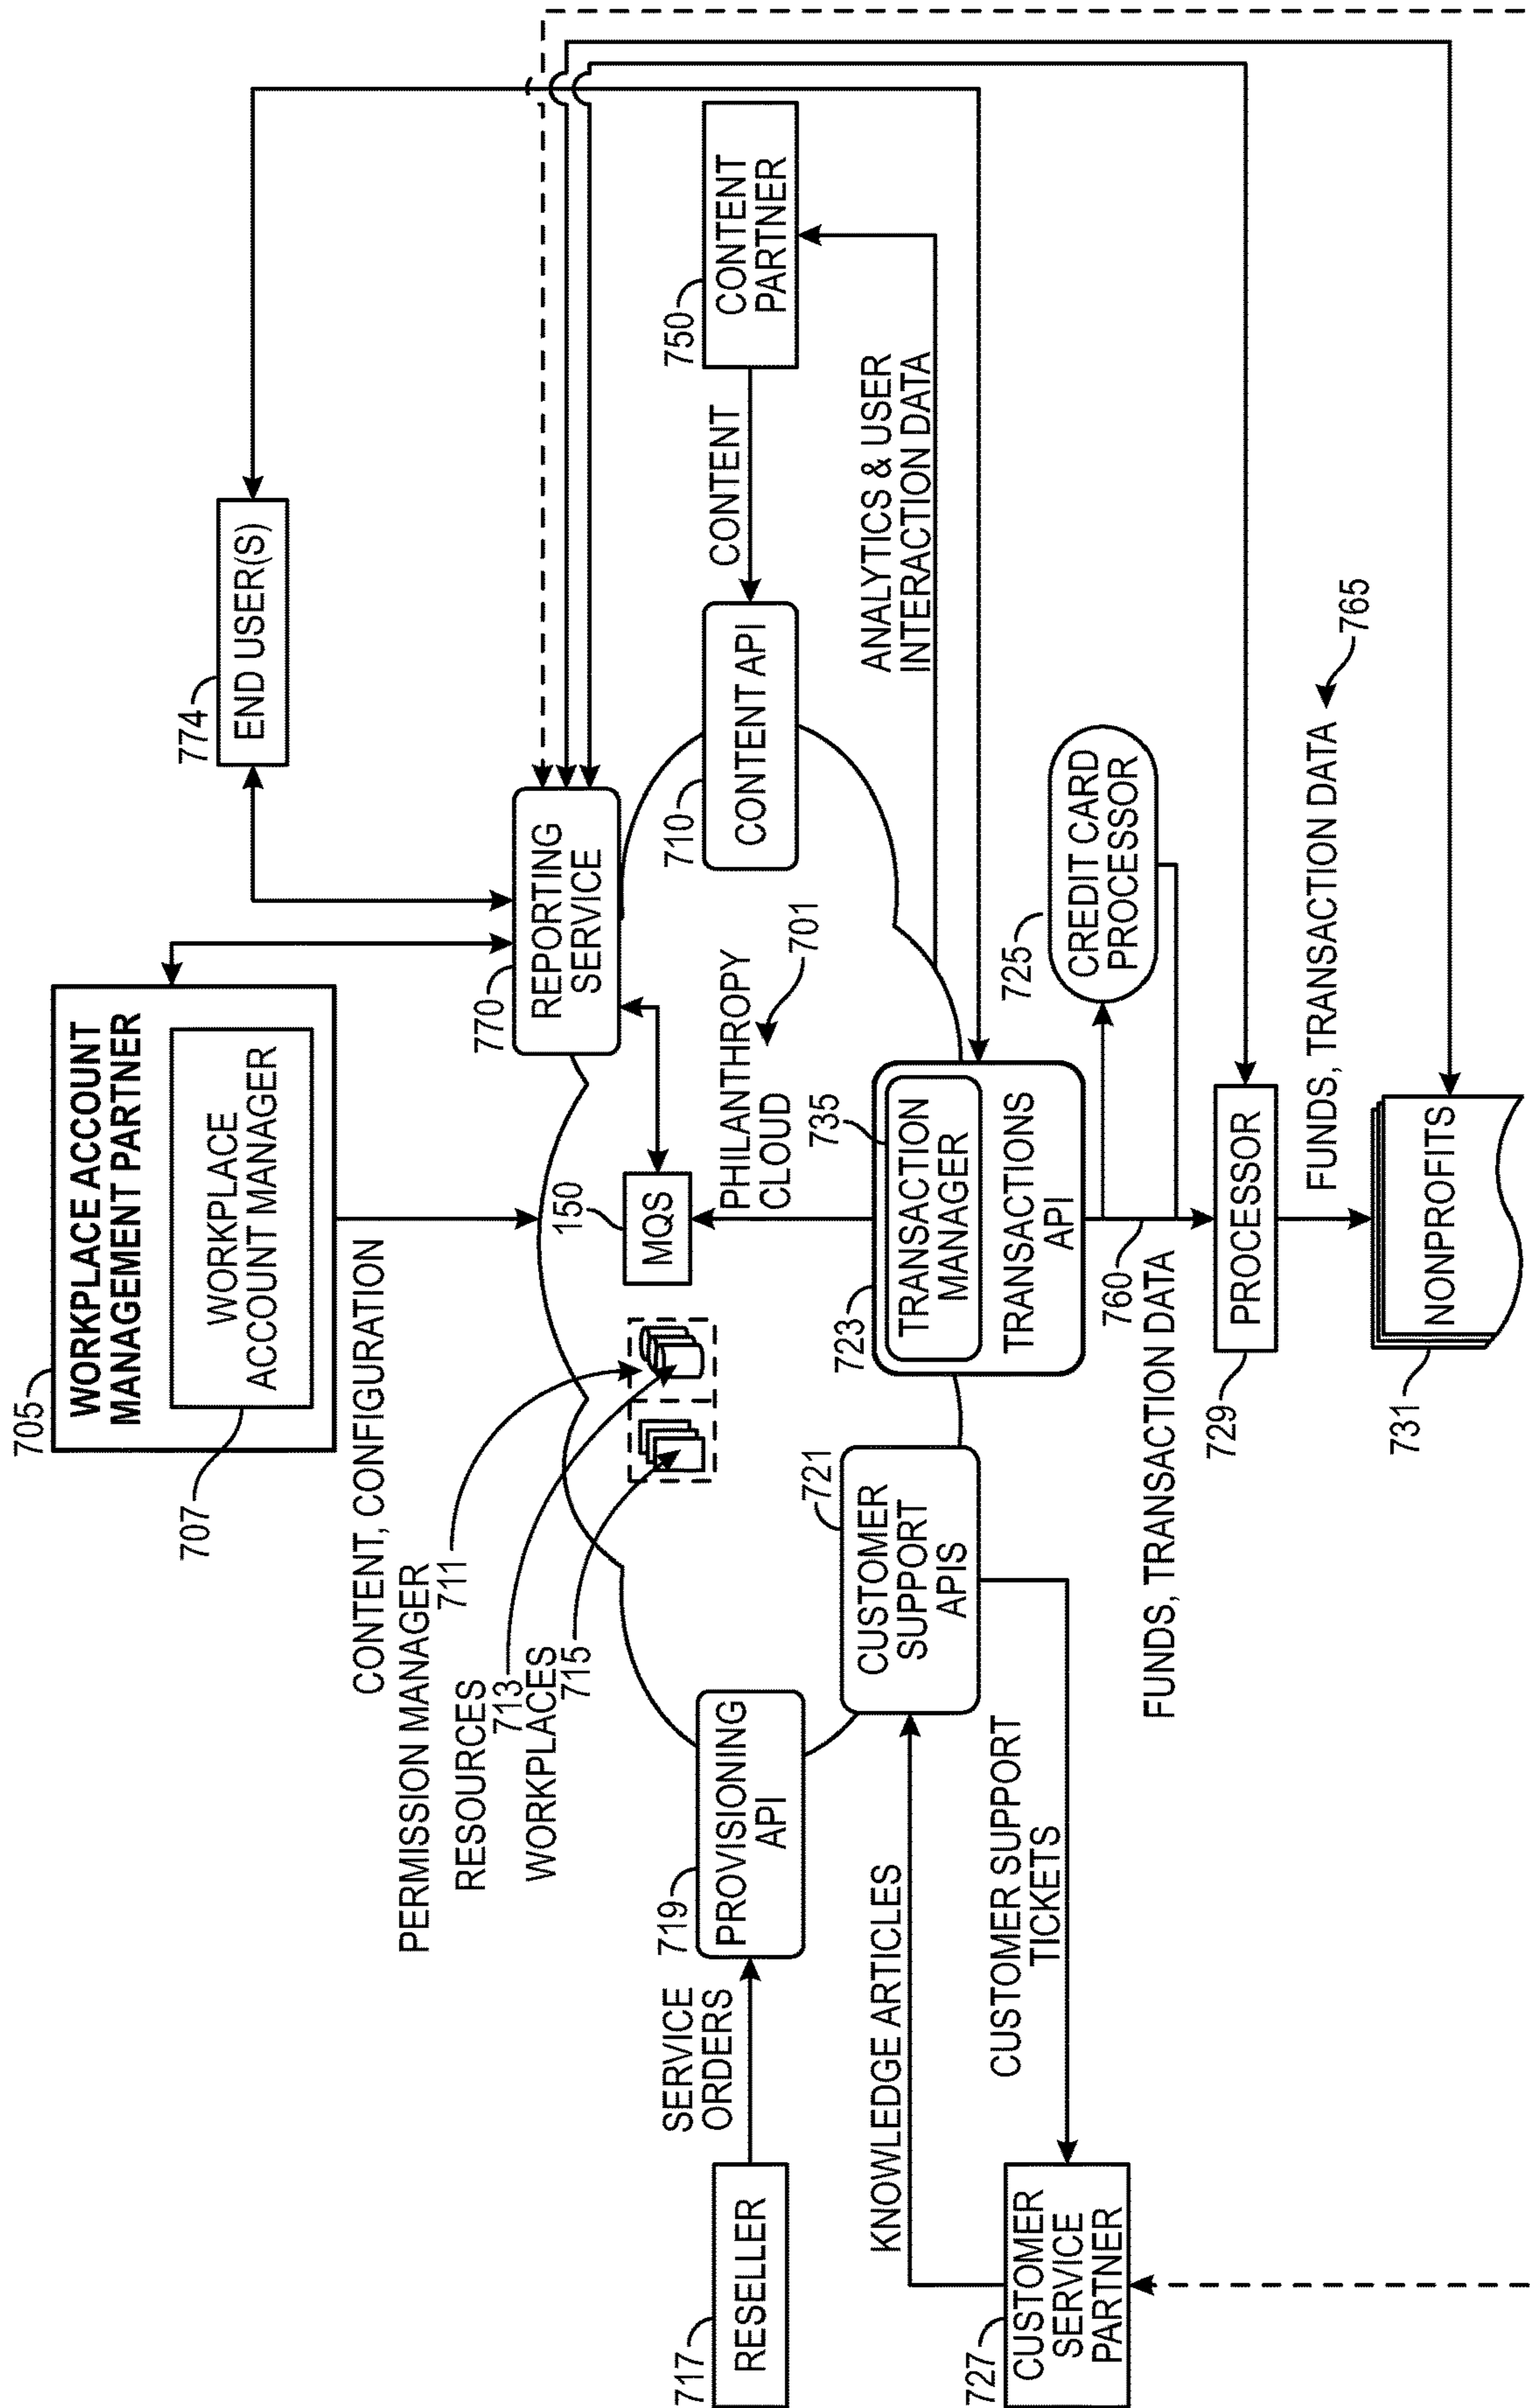 705
WORKPLACE ACCOUNT
MANAGEMENT PARTNER
WORKPLACE
ACCOUNT MANAGER
707
774
END USER(S)
CONTENT, CONFIGURATION
PERMISSION MANAGER
711
RESOURCES
713
WORKPLACES
715
770
REPORTING
SERVICE
150
MQS
PHILANTHROPY
CLOUD
701
717
RESELLER
SERVICE
ORDERS
719
PROVISIONING
API
710
CONTENT API
CONTENT
750
CONTENT
PARTNER
KNOWLEDGE ARTICLES
721
CUSTOMER
SUPPORT
APIS
723
735
TRANSACTION
MANAGER
TRANSACTIONS
API
ANALYTICS & USER
INTERACTION DATA
CUSTOMER SUPPORT
TICKETS
727
CUSTOMER
SERVICE
PARTNER
725
CREDIT CARD
PROCESSOR
760
FUNDS, TRANSACTION DATA
729
PROCESSOR
FUNDS, TRANSACTION DATA
765
731
NONPROFITS